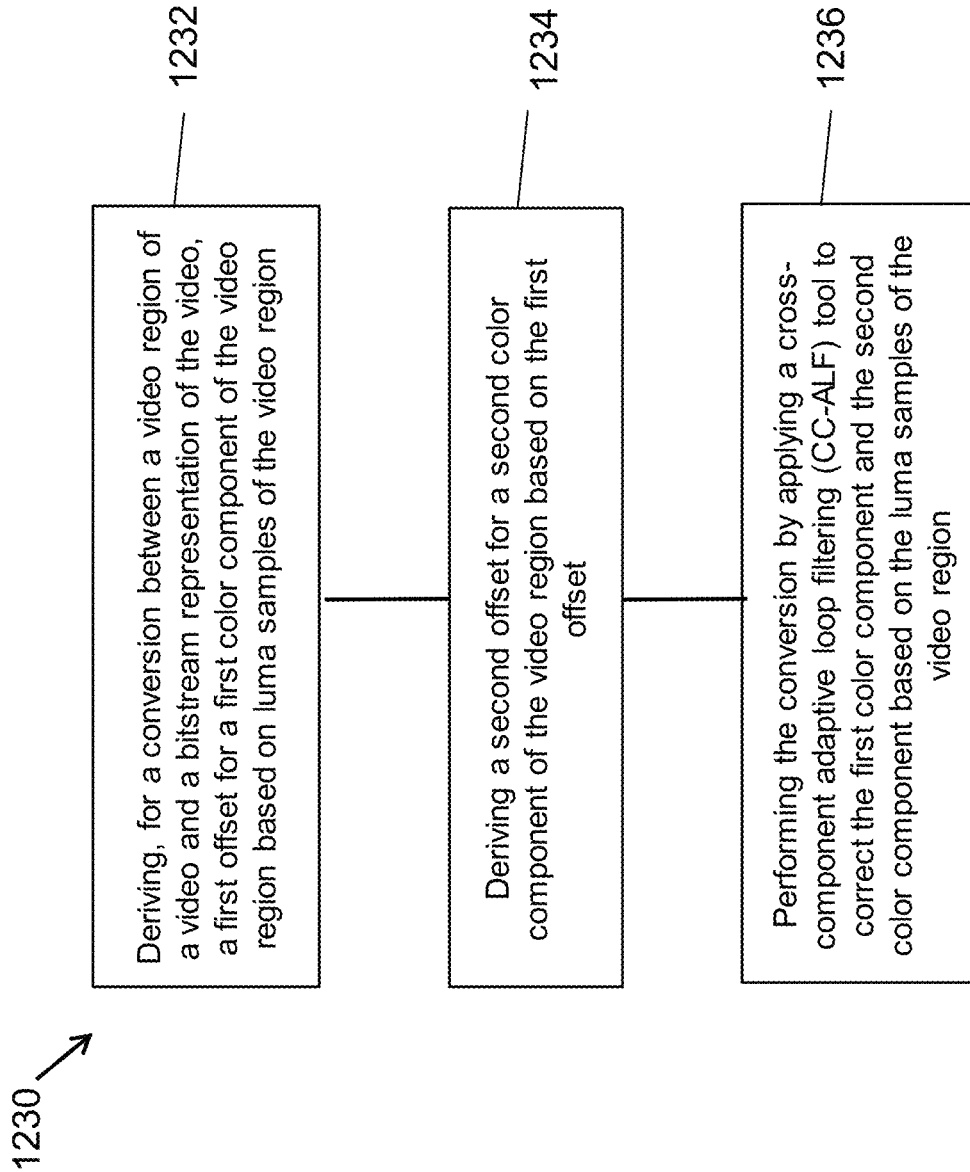 1230
1232
Deriving, for a conversion between a video region of
a video and a bitstream representation of the video,
a first offset for a first color component of the video
region based on luma samples of the video region
1234
Deriving a second offset for a second color
component of the video region based on the first
offset
1236
Performing the conversion by applying a cross-
component adaptive loop filtering (CC-ALF) tool to
correct the first color component and the second
color component based on the luma samples of the
video region